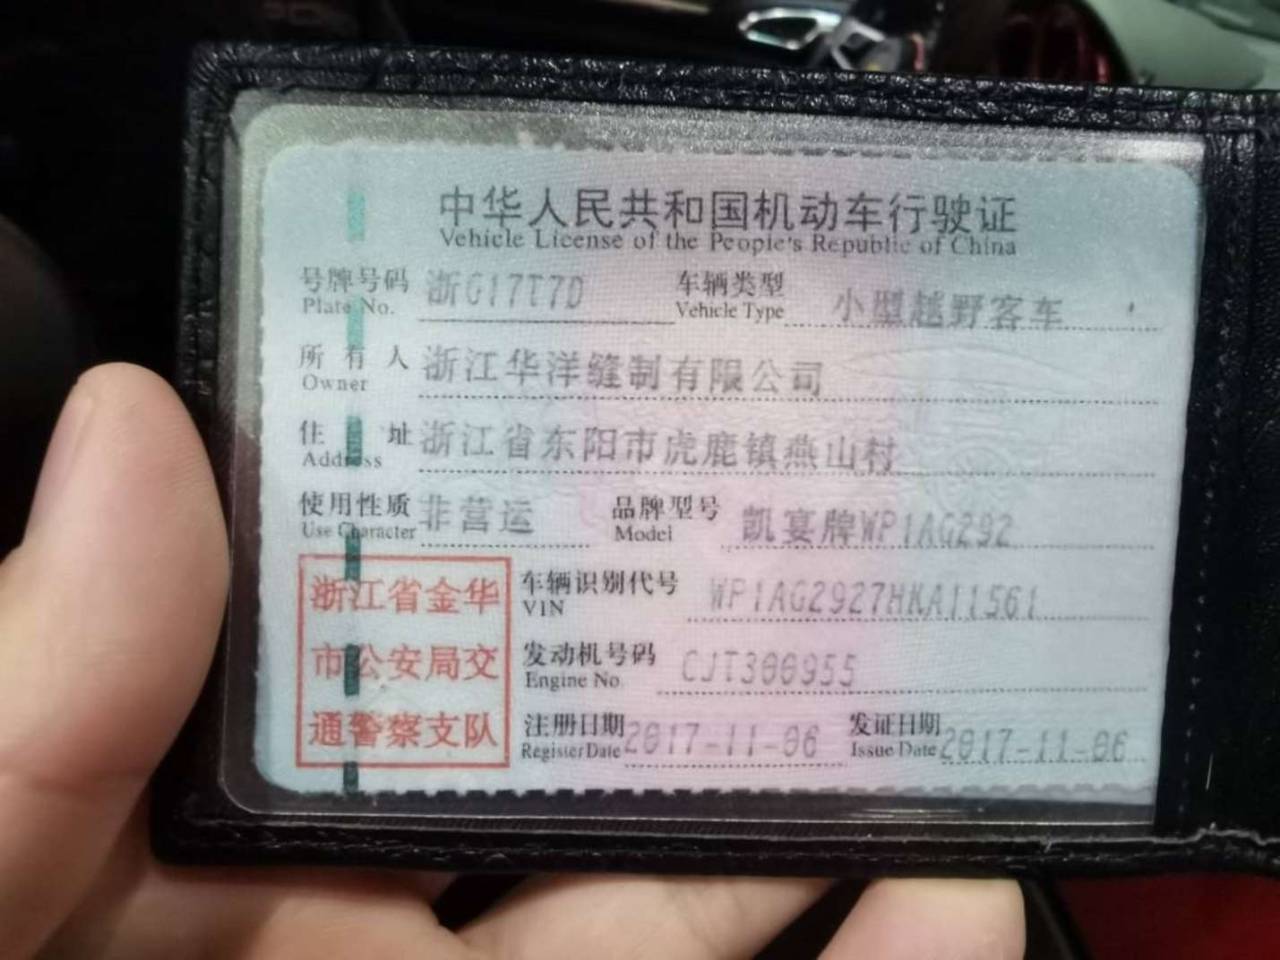 中华人民共和国机动车行驶证
Vehicle License of the People's Republic of China
号牌号码 浙G17T7D 车辆类型 小型越野客车
Plate No. Vehicle Type
所有人 浙江华洋缝制有限公司
Owner
住址 浙江省东阳市虎鹿镇燕山村
Address
使用性质 非营运 品牌型号 凯宴牌WP1AG292
Use Character Model
浙江省金华
市公安局交
通警察支队
车辆识别代号 WP1AG2927HKA11561
VIN
发动机号码 CJT300955
Engine No.
注册日期 2017-11-06 发证日期 2017-11-06
Register Date Issue Date